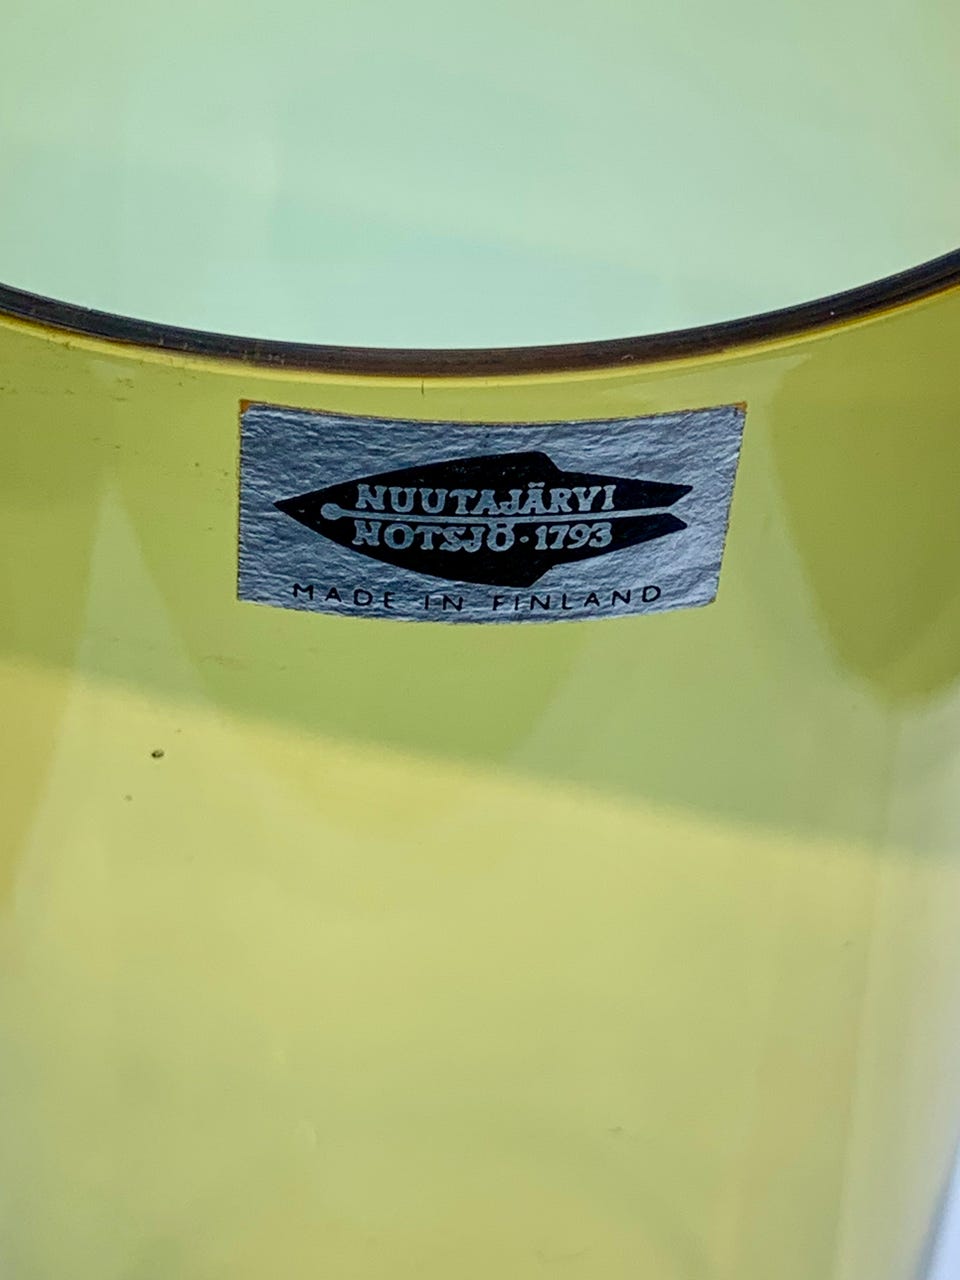 NUUTAJÄRVI
NOTSJÖ·1793
MADE IN FINLAND